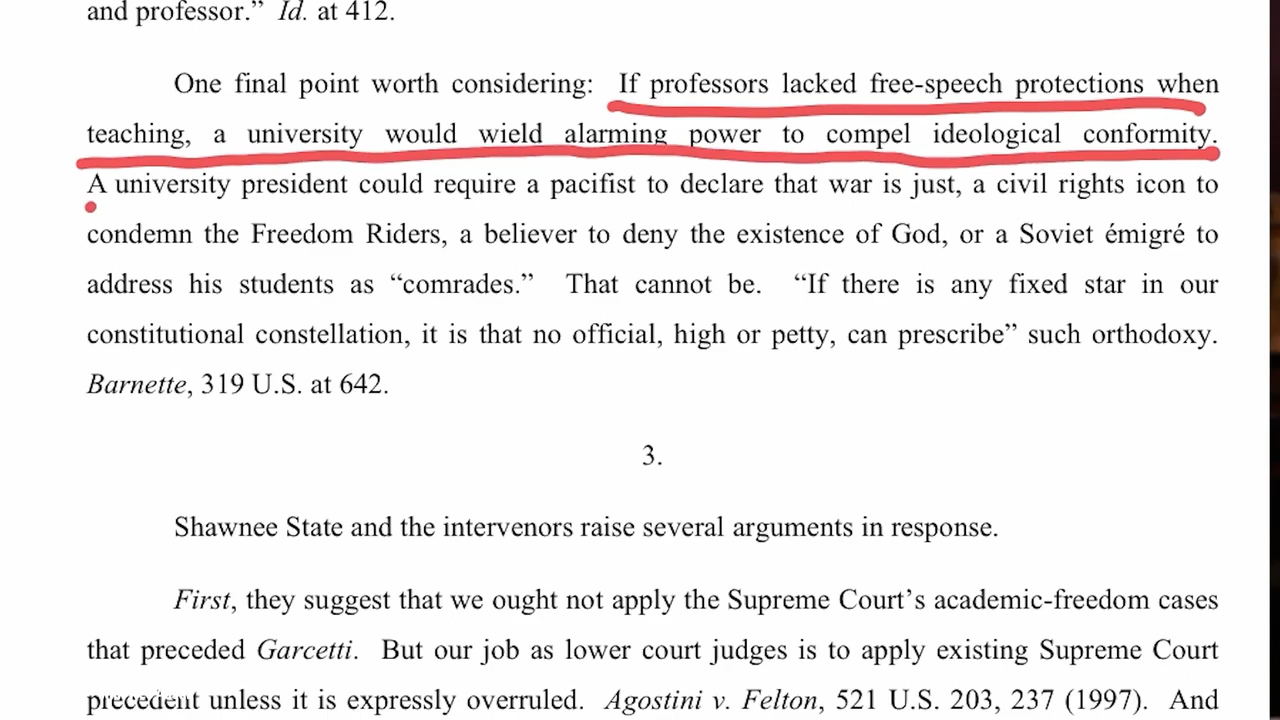 and professor.” Id. at 412.
One final point worth considering: If professors lacked free-speech protections when
teaching, a university would wield alarming power to compel ideological conformity.
A university president could require a pacifist to declare that war is just, a civil rights icon to
condemn the Freedom Riders, a believer to deny the existence of God, or a Soviet émigré to
address his students as “comrades.” That cannot be. “If there is any fixed star in our
constitutional constellation, it is that no official, high or petty, can prescribe” such orthodoxy.
Barnette, 319 U.S. at 642.
3.
Shawnee State and the intervenors raise several arguments in response.
First, they suggest that we ought not apply the Supreme Court’s academic-freedom cases
that preceded Garcetti. But our job as lower court judges is to apply existing Supreme Court
precedent unless it is expressly overruled. Agostini v. Felton, 521 U.S. 203, 237 (1997). And